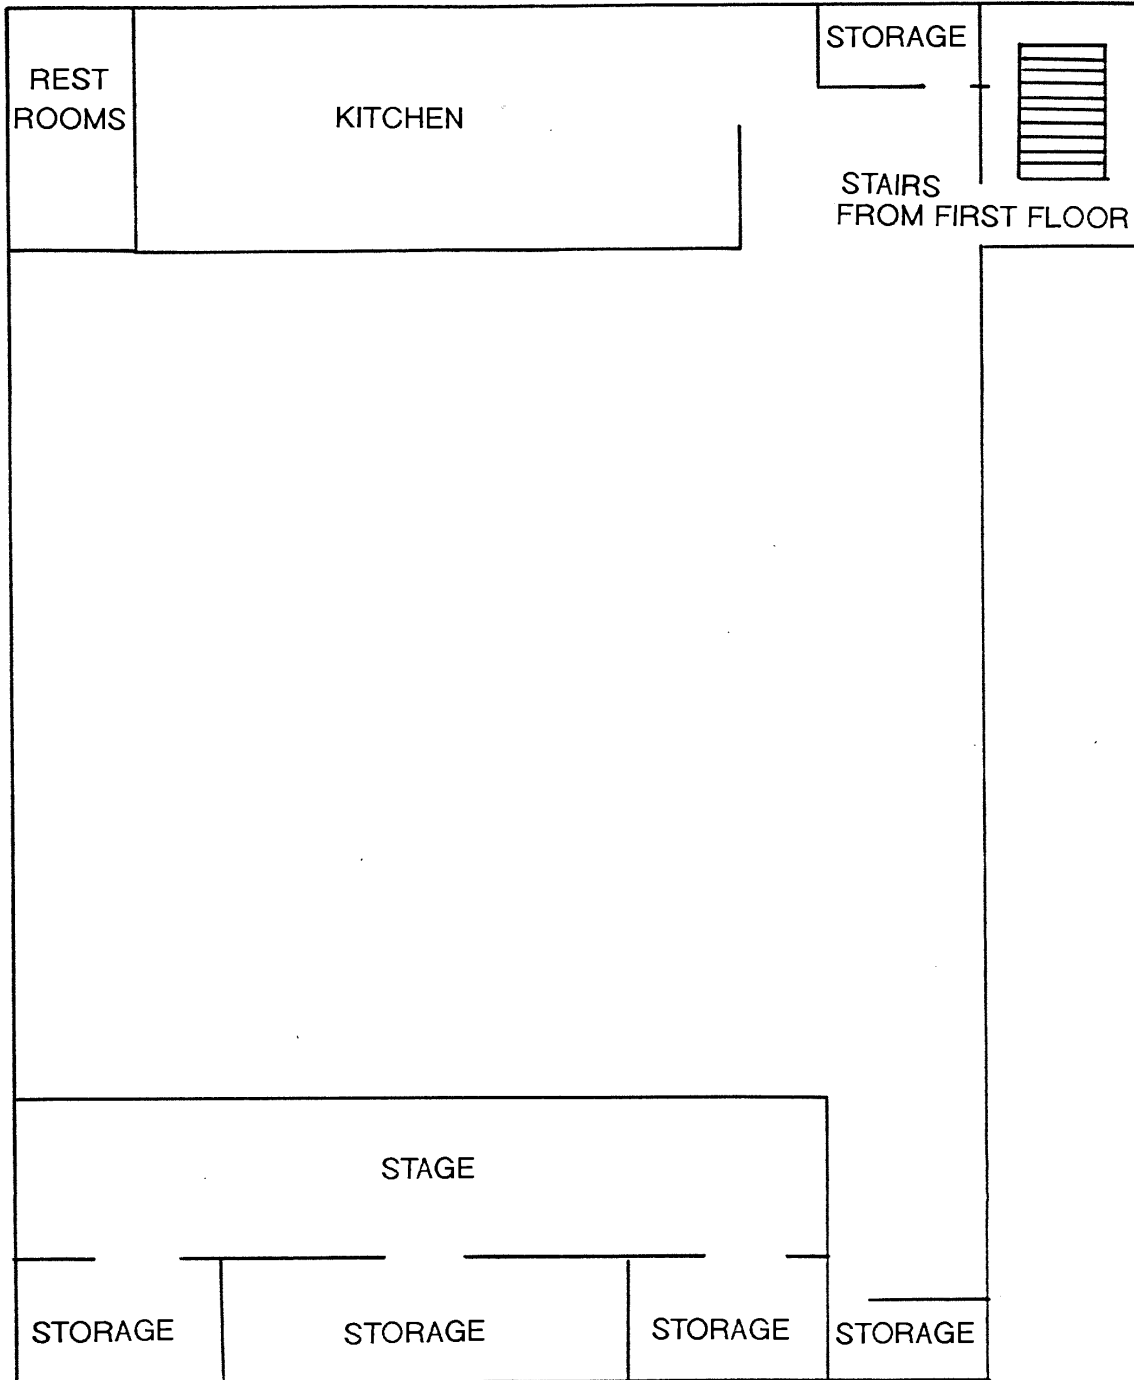 STORAGE
REST
ROOMS
KITCHEN
STAIRS
FROM FIRST FLOOR
STAGE
STORAGE
STORAGE
STORAGE
STORAGE